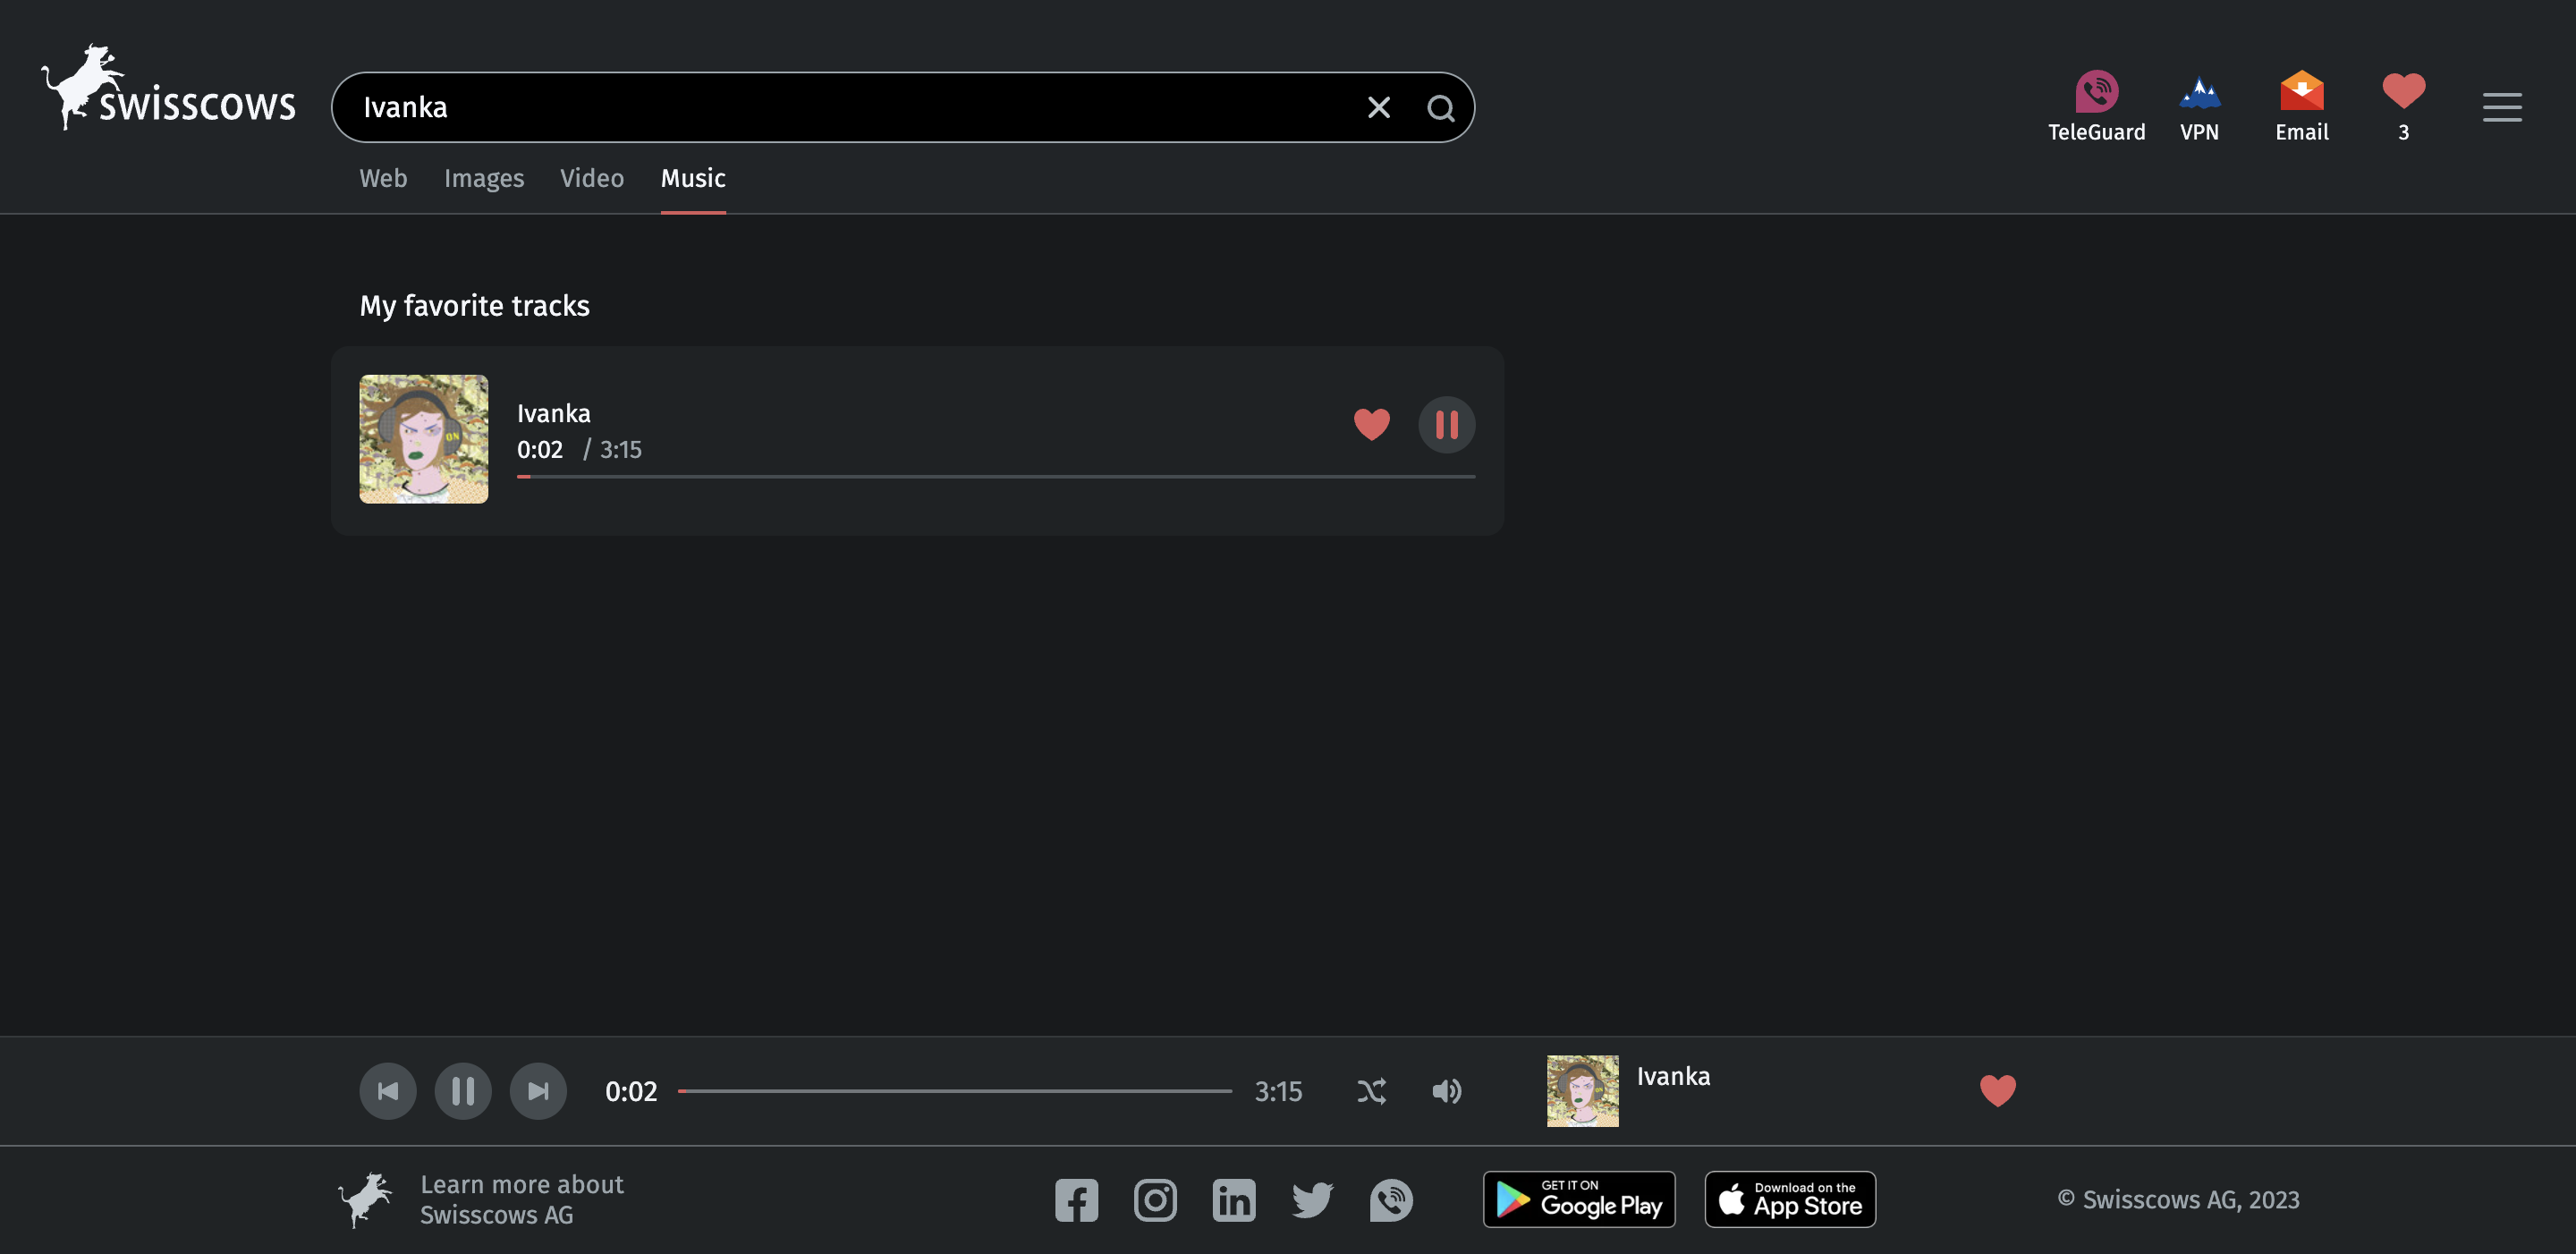 swisscows
Ivanka
TeleGuard
VPN
Email
3
Web
Images
Video
Music
My favorite tracks
ON
Ivanka
0:02 / 3:15
0:02
3:15
Ivanka
Learn more about
Swisscows AG
GET IT ON
Google Play
Download on the
App Store
© Swisscows AG, 2023